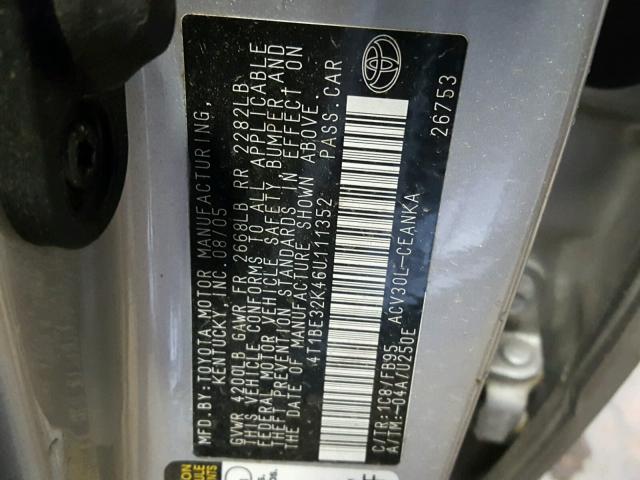 MFD.BY:TOYOTA MOTOR MANUFACTURING,
KENTUCKY, INC. 08/05
GVWR 4200LB GAWR FR 2668LB RR 2282LB
THIS VEHICLE CONFORMS TO ALL APPLICABLE
FEDERAL MOTOR VEHICLE SAFETY, BUMPER AND
THEFT PREVENTION STANDARDS IN EFFECT ON
THE DATE OF MANUFACTURE SHOWN ABOVE.
4T1BE32K46U111352 PASS. CAR
C/TR:1C8/FB95 ACV30L-CEANKA
A/TM:-04A/U250E
26753